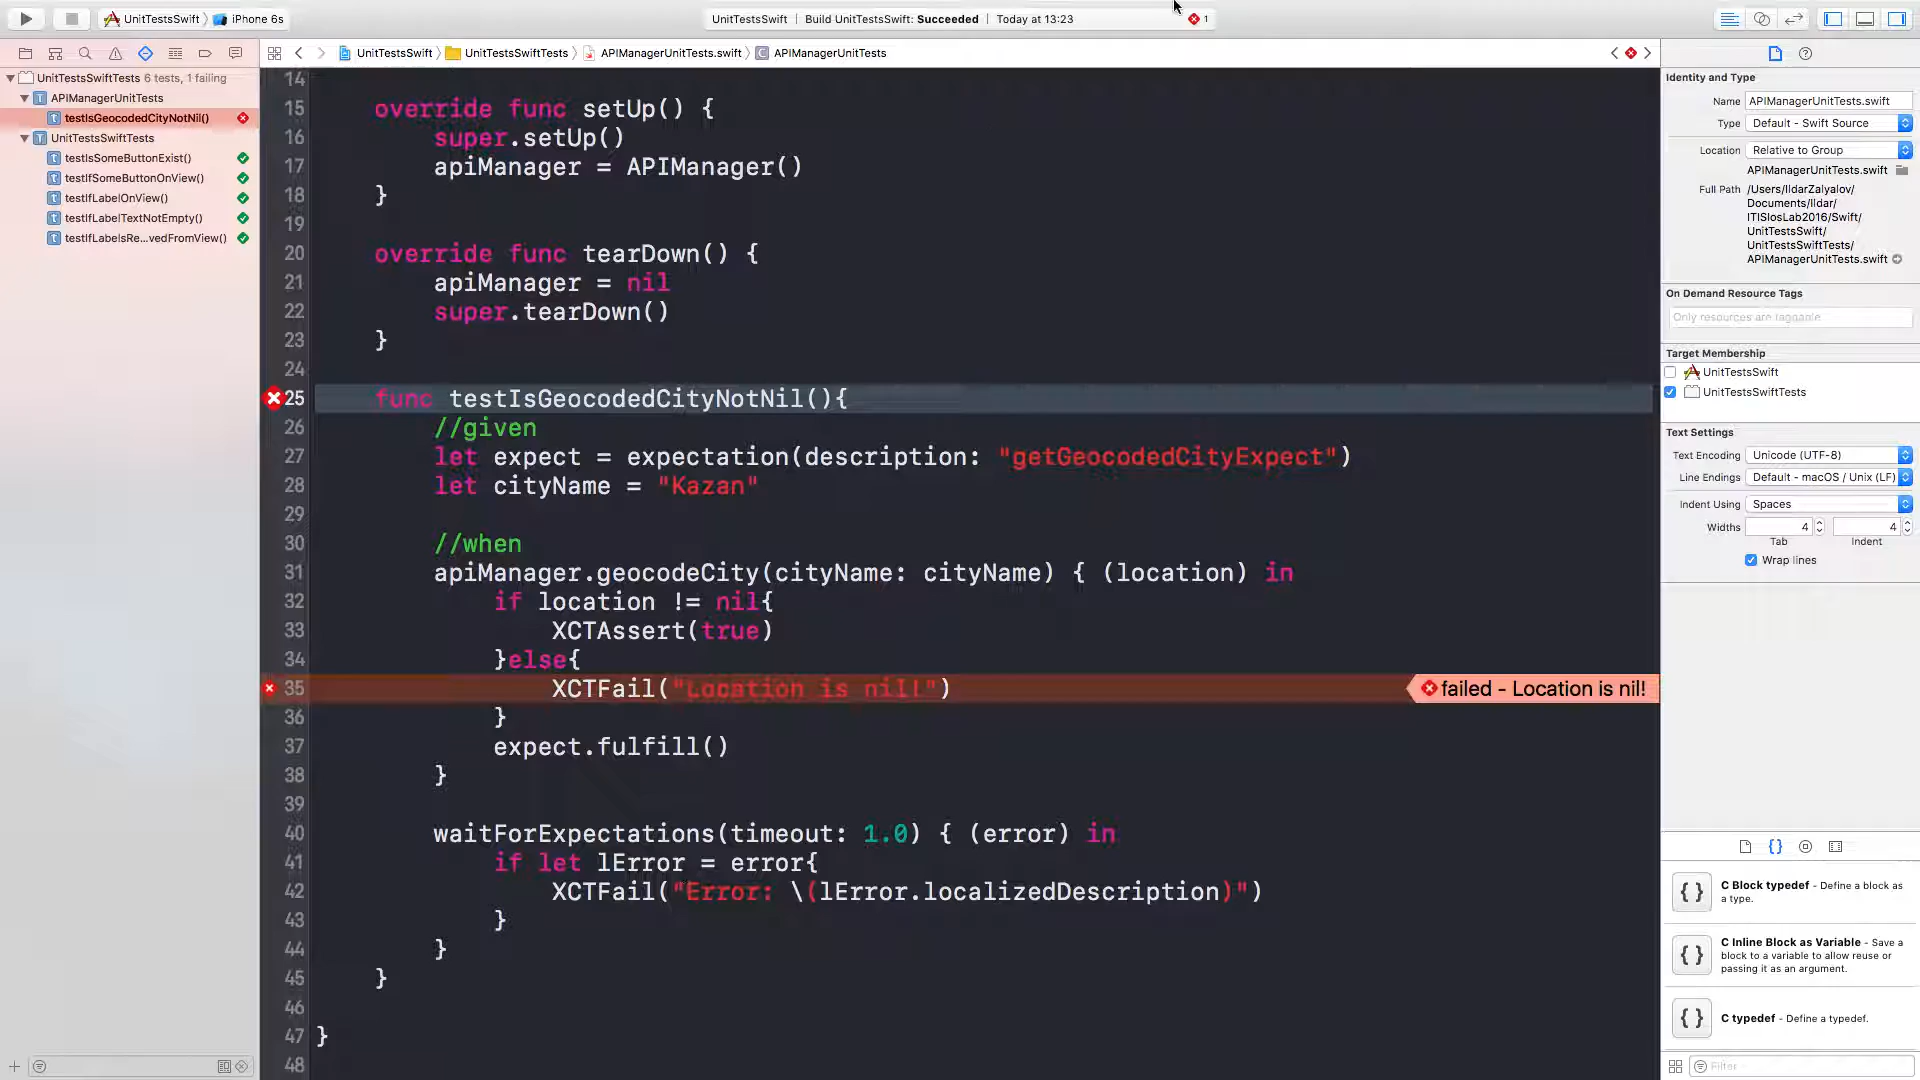 UnitTestsSwift iPhone 6s
UnitTestsSwift | Build UnitTestsSwift: Succeeded | Today at 13:23
1
UnitTestsSwift UnitTestsSwiftTests APIManagerUnitTests.swift APIManagerUnitTests
UnitTestsSwiftTests 6 tests, 1 failing
APIManagerUnitTests
testIsGeocodedCityNotNil()
UnitTestsSwiftTests
testIsSomeButtonExist()
testIfSomeButtonOnView()
testIfLabelOnView()
testIfLabelTextNotEmpty()
testIfLabelsRe...vedFromView()
14
15 override func setUp() {
16 super.setUp()
17 apiManager = APIManager()
18 }
19
20 override func tearDown() {
21 apiManager = nil
22 super.tearDown()
23 }
24
25 func testIsGeocodedCityNotNil(){
26 //given
27 let expect = expectation(description: "getGeocodedCityExpect")
28 let cityName = "Kazan"
29
30 //when
31 apiManager.geocodeCity(cityName: cityName) { (location) in
32 if location != nil{
33 XCTAssert(true)
34 }else{
35 XCTFail("Location is nil!")
failed - Location is nil!
36 }
37 expect.fulfill()
38 }
39
40 waitForExpectations(timeout: 1.0) { (error) in
41 if let lError = error{
42 XCTFail("Error: \(lError.localizedDescription)")
43 }
44 }
45 }
46
47 }
48
Identity and Type
Name APIManagerUnitTests.swift
Type Default - Swift Source
Location Relative to Group
APIManagerUnitTests.swift
Full Path /Users/IldarZalyalov/
Documents/Ildar/
ITISIosLab2016/Swift/
UnitTestsSwift/
UnitTestsSwiftTests/
APIManagerUnitTests.swift
On Demand Resource Tags
Only resources are taggable
Target Membership
UnitTestsSwift
UnitTestsSwiftTests
Text Settings
Text Encoding Unicode (UTF-8)
Line Endings Default - macOS / Unix (LF)
Indent Using Spaces
Widths 4 4
Tab Indent
Wrap lines
{ } C Block typedef - Define a block as
a type.
{ } C Inline Block as Variable - Save a
block to a variable to allow reuse or
passing it as an argument.
{ } C typedef - Define a typedef.
Filter